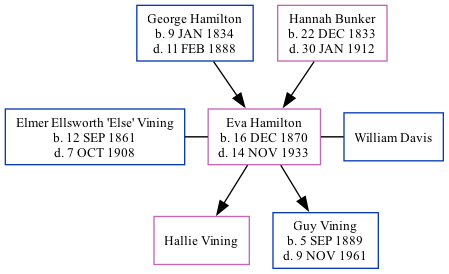 George Hamilton
b. 9 JAN 1834
d. 11 FEB 1888
Hannah Bunker
b. 22 DEC 1833
d. 30 JAN 1912
Elmer Ellsworth 'Else' Vining
b. 12 SEP 1861
d. 7 OCT 1908
Eva Hamilton
b. 16 DEC 1870
d. 14 NOV 1933
William Davis
Hallie Vining
Guy Vining
b. 5 SEP 1889
d. 9 NOV 1961